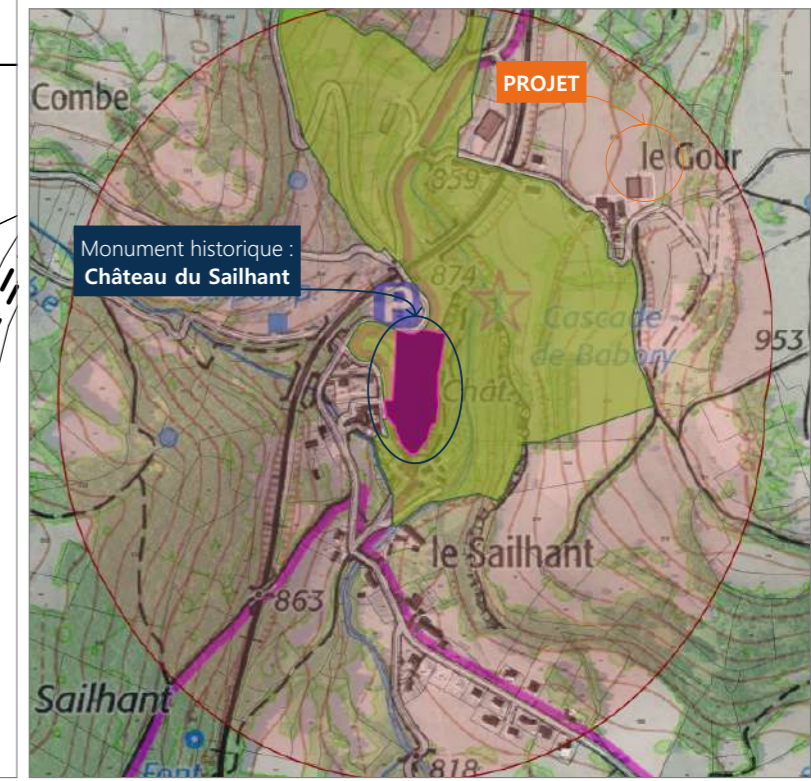 Combe
PROJET
le Gour
859
Monument historique :
Château du Sailhant
874
Cascade
de Babory
953
Chât.
le Sailhant
863
Sailhant
Font
818